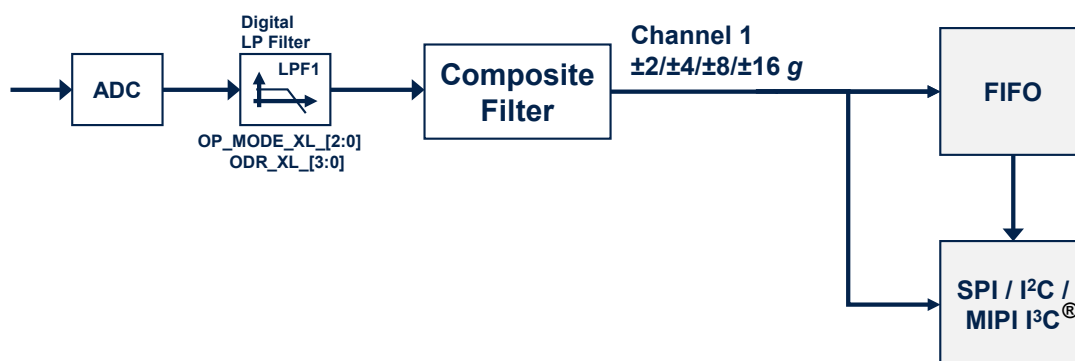 Digital
LP Filter
LPF1
ADC
OP_MODE_XL_[2:0]
ODR_XL_[3:0]
Composite
Filter
Channel 1
±2/±4/±8/±16 g
FIFO
SPI / I²C /
MIPI I³C®